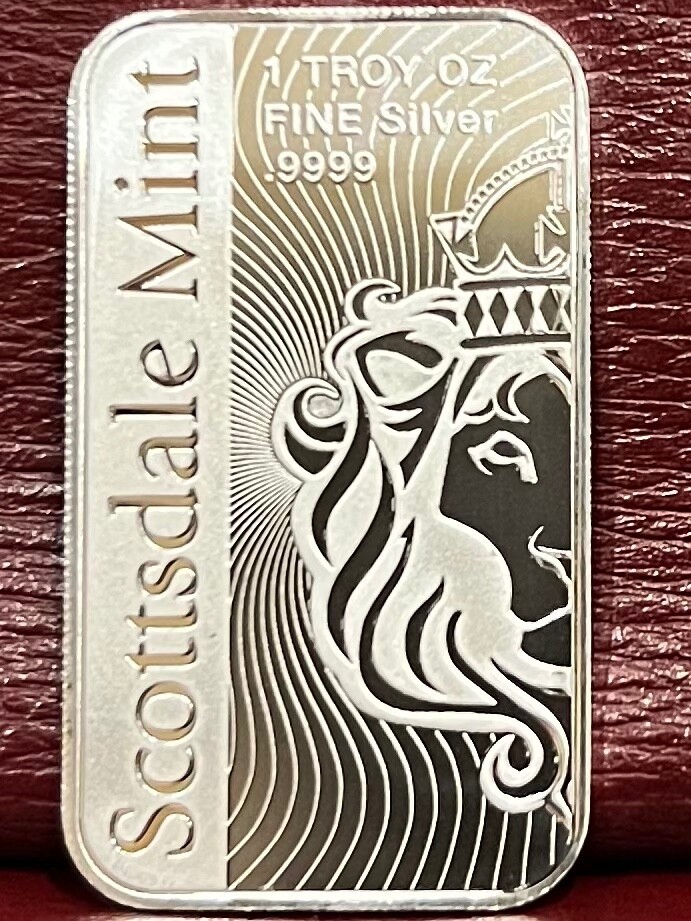 Scottsdale Mint
1 TROY OZ
FINE Silver
.9999